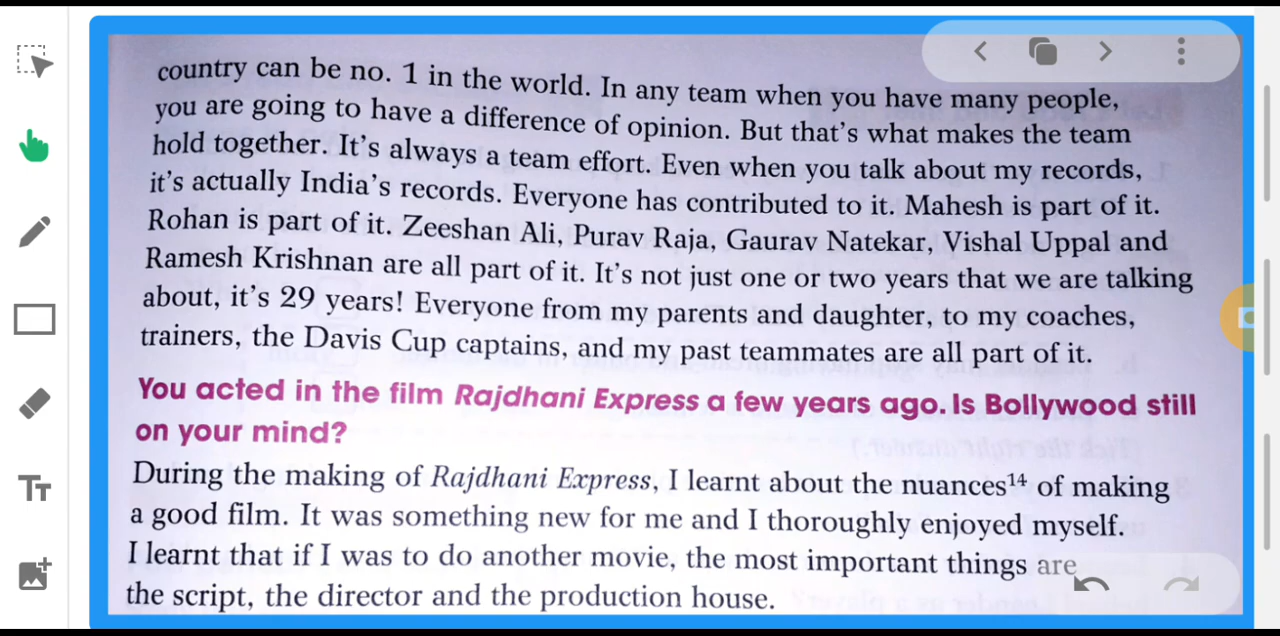 country can be no. 1 in the world. In any team when you have many people,
you are going to have a difference of opinion. But that's what makes the team
hold together. It's always a team effort. Even when you talk about my records,
it's actually India's records. Everyone has contributed to it. Mahesh is part of it.
Rohan is part of it. Zeeshan Ali, Purav Raja, Gaurav Natekar, Vishal Uppal and
Ramesh Krishnan are all part of it. It's not just one or two years that we are talking
about, it's 29 years! Everyone from my parents and daughter, to my coaches,
trainers, the Davis Cup captains, and my past teammates are all part of it.
You acted in the film Rajdhani Express a few years ago. Is Bollywood still
on your mind?
During the making of Rajdhani Express, I learnt about the nuances¹⁴ of making
a good film. It was something new for me and I thoroughly enjoyed myself.
I learnt that if I was to do another movie, the most important things are
the script, the director and the production house.
TT